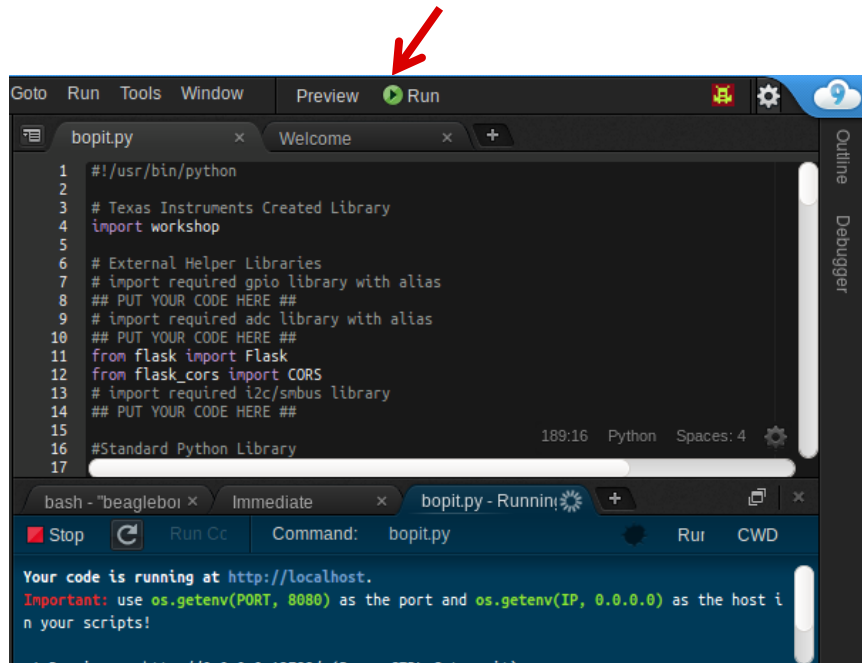 Goto Run Tools Window Preview Run
9
bopit.py × Welcome × +
Outline
Debugger
1 #!/usr/bin/python
2
3 # Texas Instruments Created Library
4 import workshop
5
6 # External Helper Libraries
7 # import required gpio library with alias
8 ## PUT YOUR CODE HERE ##
9 # import required adc library with alias
10 ## PUT YOUR CODE HERE ##
11 from flask import Flask
12 from flask_cors import CORS
13 # import required i2c/smbus library
14 ## PUT YOUR CODE HERE ##
15
189:16 Python Spaces: 4
16 #Standard Python Library
17
bash - "beaglebo × Immediate × bopit.py - Running +
Stop Run Cc Command: bopit.py Rur CWD
Your code is running at http://localhost.
Important: use os.getenv(PORT, 8080) as the port and os.getenv(IP, 0.0.0.0) as the host i
n your scripts!